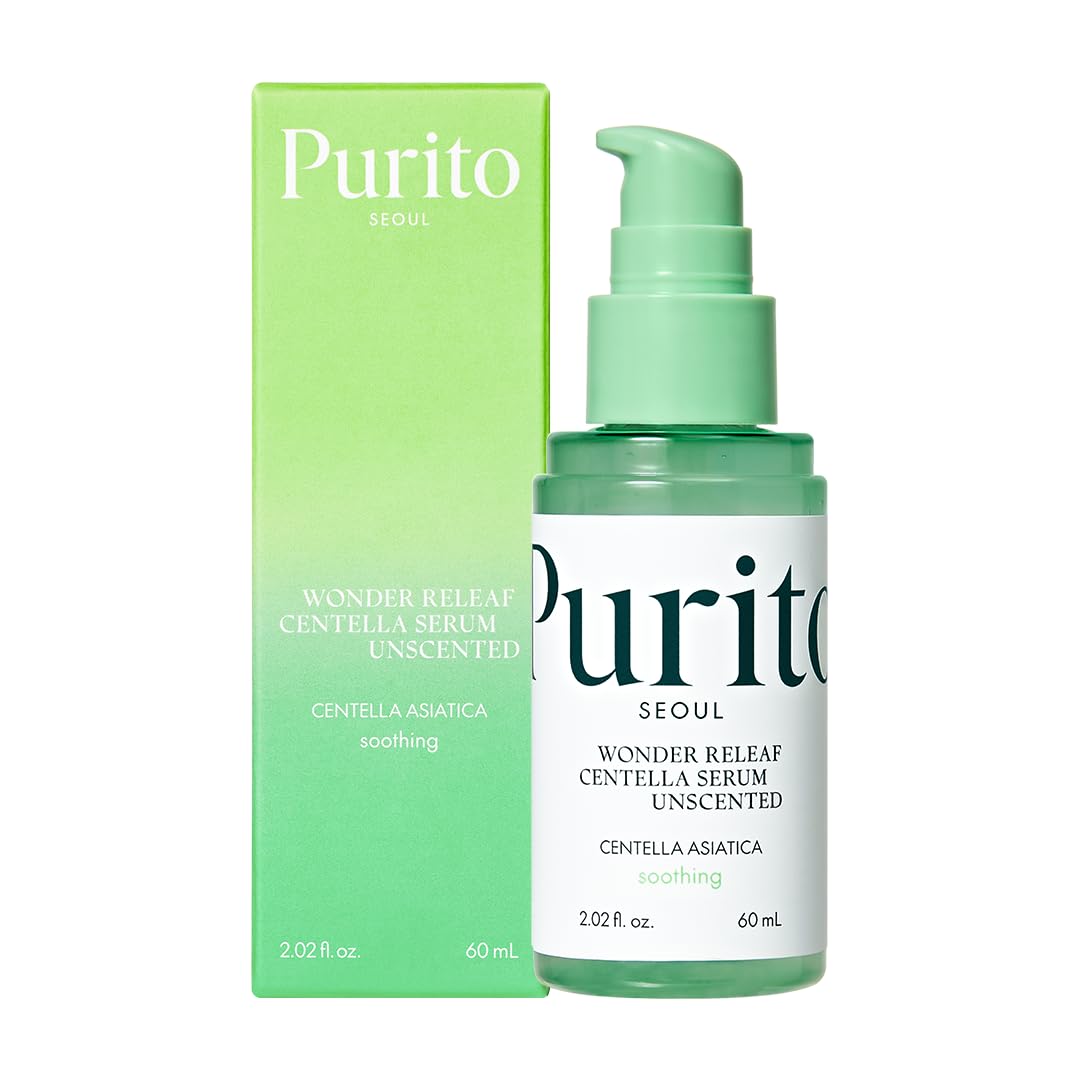 Purito
SEOUL
WONDER RELEAF
CENTELLA SERUM
UNSCENTED
CENTELLA ASIATICA
soothing
2.02 fl. oz. 60 mL
Purito
SEOUL
WONDER RELEAF
CENTELLA SERUM
UNSCENTED
CENTELLA ASIATICA
soothing
2.02 fl. oz. 60 mL